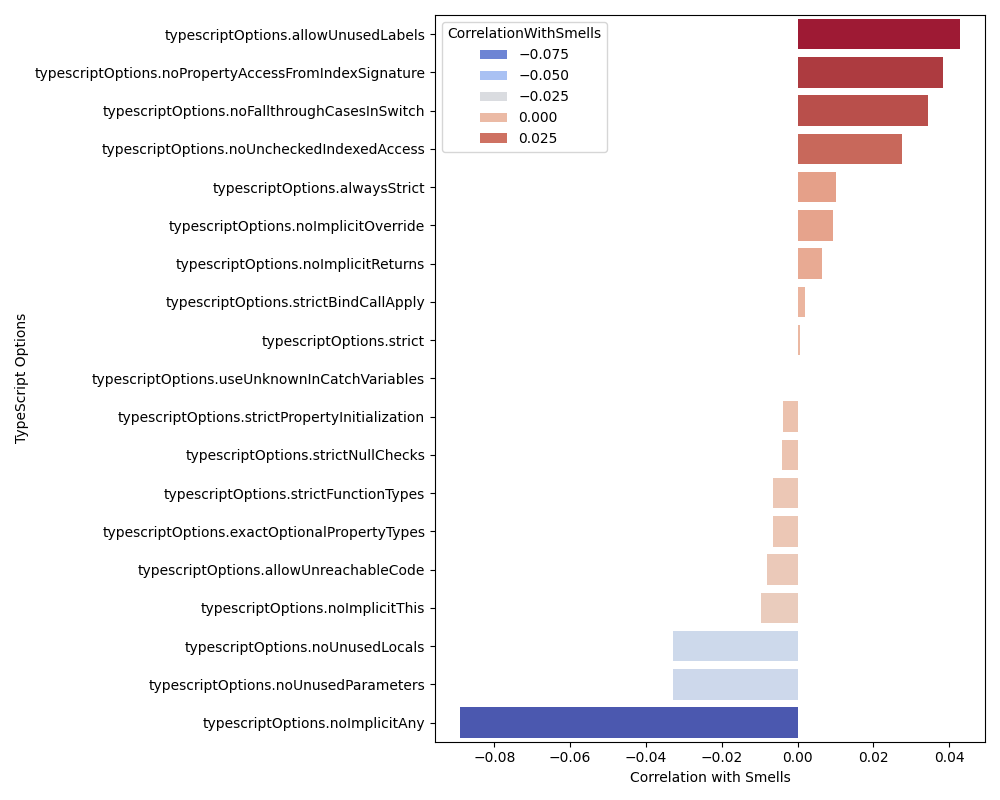 CorrelationWithSmells
−0.075
−0.050
−0.025
0.000
0.025
TypeScript Options
typescriptOptions.allowUnusedLabels
typescriptOptions.noPropertyAccessFromIndexSignature
typescriptOptions.noFallthroughCasesInSwitch
typescriptOptions.noUncheckedIndexedAccess
typescriptOptions.alwaysStrict
typescriptOptions.noImplicitOverride
typescriptOptions.noImplicitReturns
typescriptOptions.strictBindCallApply
typescriptOptions.strict
typescriptOptions.useUnknownInCatchVariables
typescriptOptions.strictPropertyInitialization
typescriptOptions.strictNullChecks
typescriptOptions.strictFunctionTypes
typescriptOptions.exactOptionalPropertyTypes
typescriptOptions.allowUnreachableCode
typescriptOptions.noImplicitThis
typescriptOptions.noUnusedLocals
typescriptOptions.noUnusedParameters
typescriptOptions.noImplicitAny
−0.08 −0.06 −0.04 −0.02 0.00 0.02 0.04
Correlation with Smells